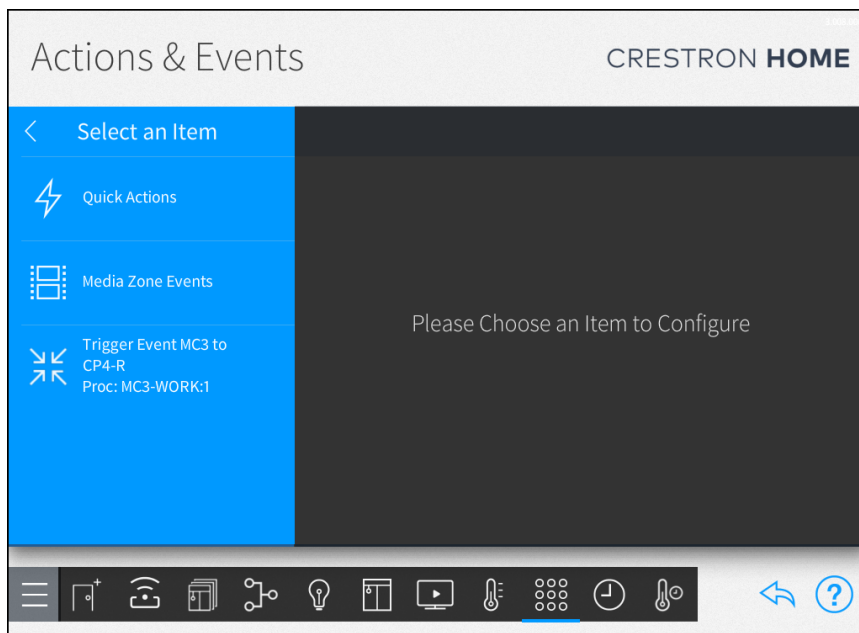 Actions & Events
CRESTRON HOME
Select an Item
Quick Actions
Media Zone Events
Trigger Event MC3 to
CP4-R
Proc: MC3-WORK:1
Please Choose an Item to Configure
?